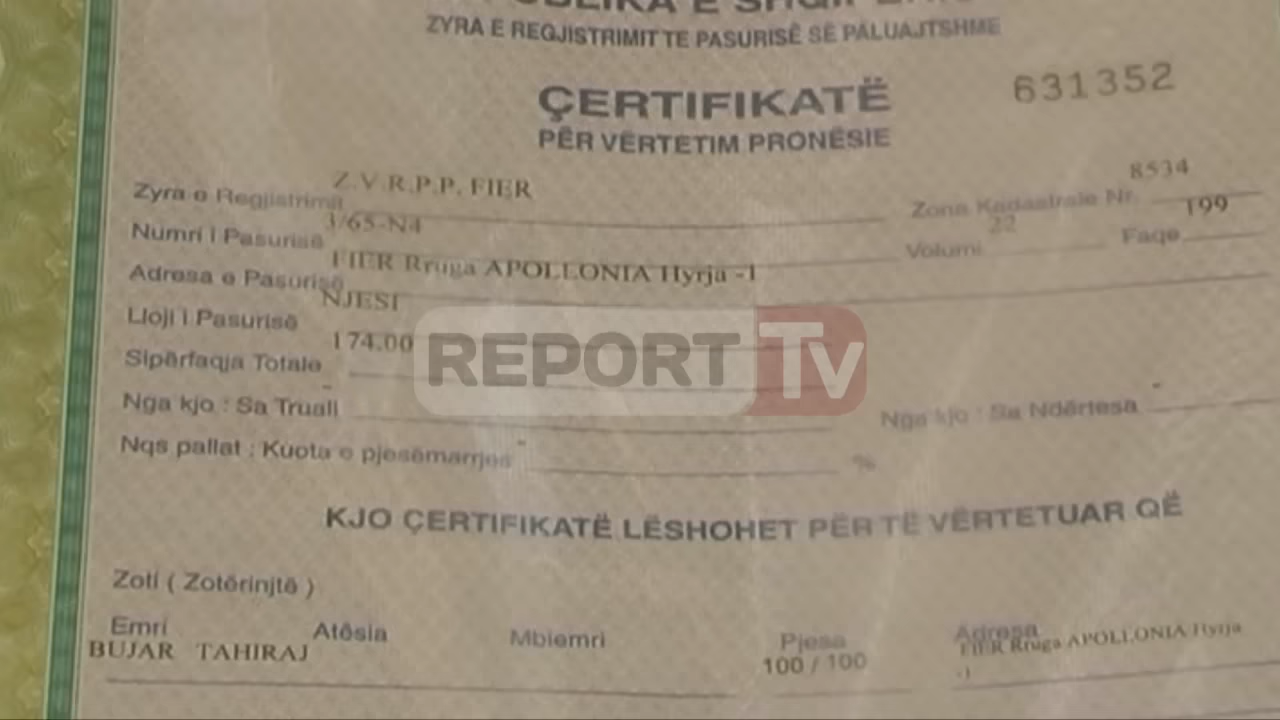 E
ZYRA E REGJISTRIMIT TE PASURISË SË PALUAJTSHME
ÇERTIFIKATË
631352
PËR VËRTETIM PRONËSIE
Zyra e Regjistrimit Z.V.R.P.P. FIER Zona Kadastrale Nr. 8534
Numri i Pasurisë 3/65-N4 Volumi 22 Faqe 199
Adresa e Pasurisë FIER Rruga APOLLONIA Hyrja -1
Lloji i Pasurisë NJESI
Sipërfaqja Totale 174.00
REPORT Tv
Nga kjo : Sa Truall - Nga kjo : Sa Ndërtesa -
Nqs pallat : Kuota e pjesëmarrjes - %
KJO ÇERTIFIKATË LËSHOHET PËR TË VËRTETUAR QË
Zoti ( Zotërinjtë )
Emri Atësia Mbiemri Pjesa Adresa
BUJAR TAHIRAJ 100 / 100 FIER Rruga APOLLONIA Hyrja
-1